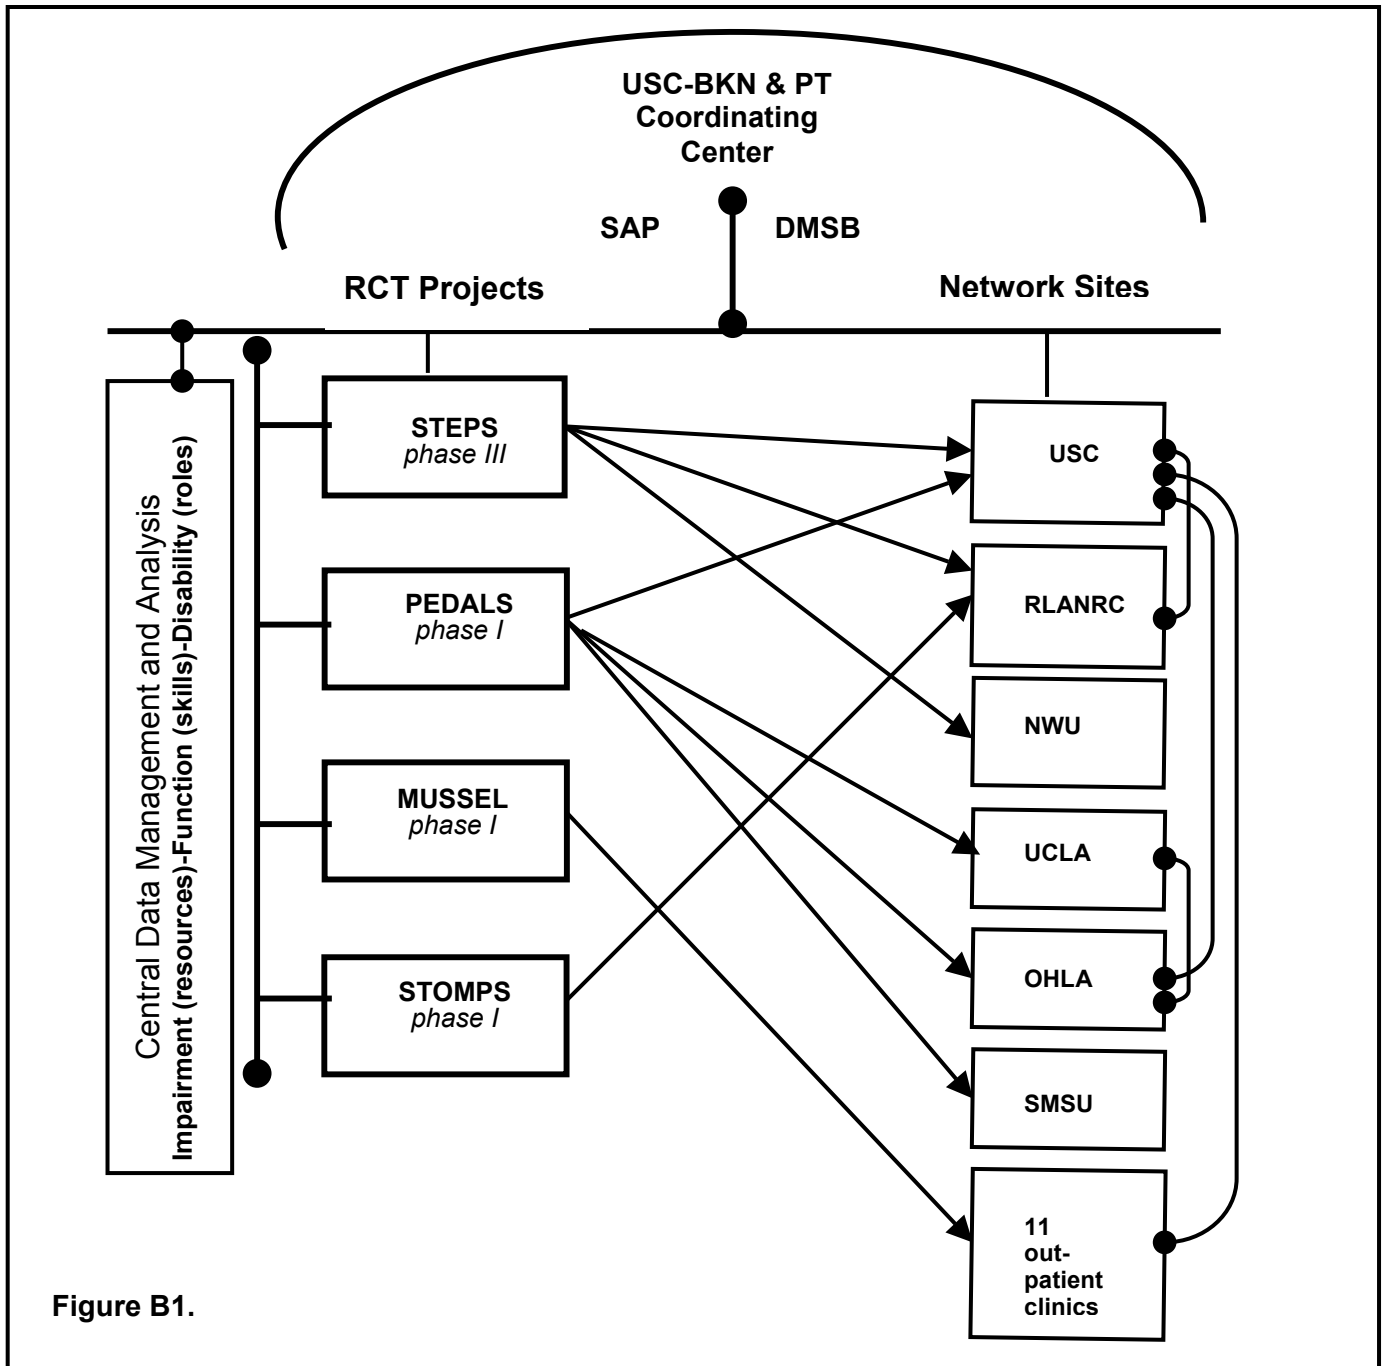 USC-BKN & PT
Coordinating
Center
SAP
DMSB
RCT Projects
Network Sites
Central Data Management and Analysis
Impairment (resources)-Function (skills)-Disability (roles)
STEPS
phase III
PEDALS
phase I
MUSSEL
phase I
STOMPS
phase I
USC
RLANRC
NWU
UCLA
OHLA
SMSU
11
out-
patient
clinics
Figure B1.